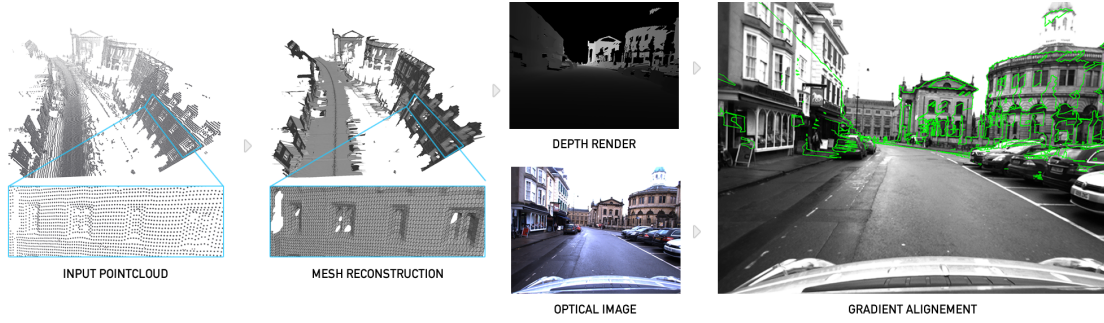 INPUT POINTCLOUD
MESH RECONSTRUCTION
DEPTH RENDER
OPTICAL IMAGE
GRADIENT ALIGNEMENT